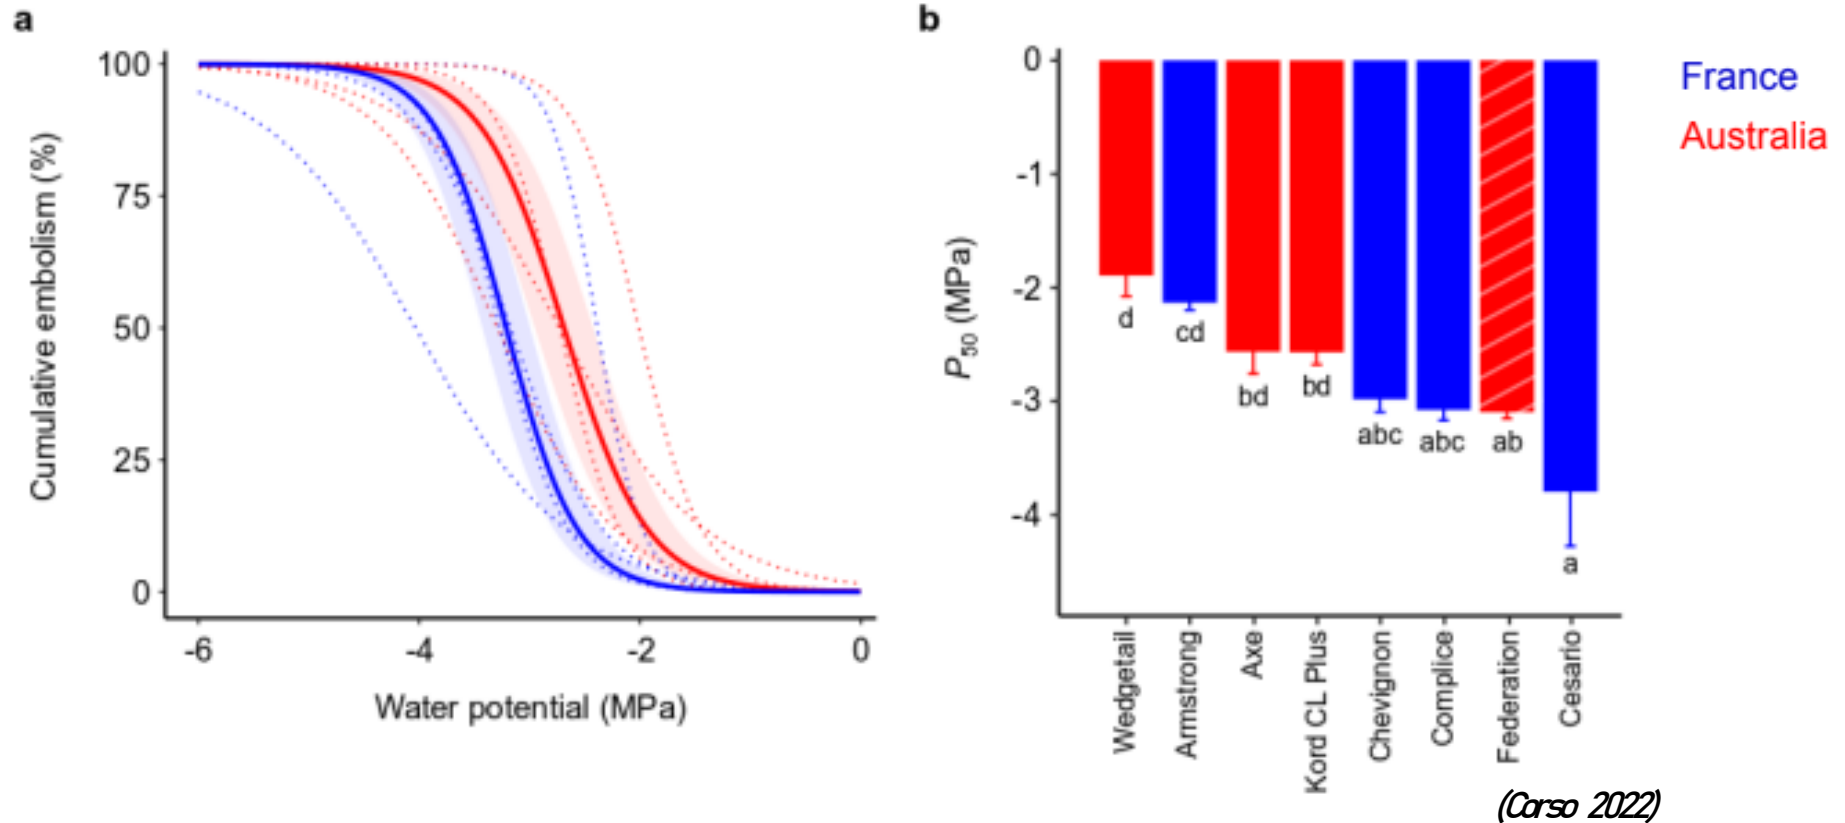 a
100
75
50
25
0
Cumulative embolism (%)
-6 -4 -2 0
Water potential (MPa)
b
0
-1
-2
-3
-4
P50 (MPa)
d
cd
bd
bd
abc
abc
ab
a
Wedgetail
Armstrong
Axe
Kord CL Plus
Chevignon
Complice
Federation
Cesario
France
Australia
(Corso 2022)